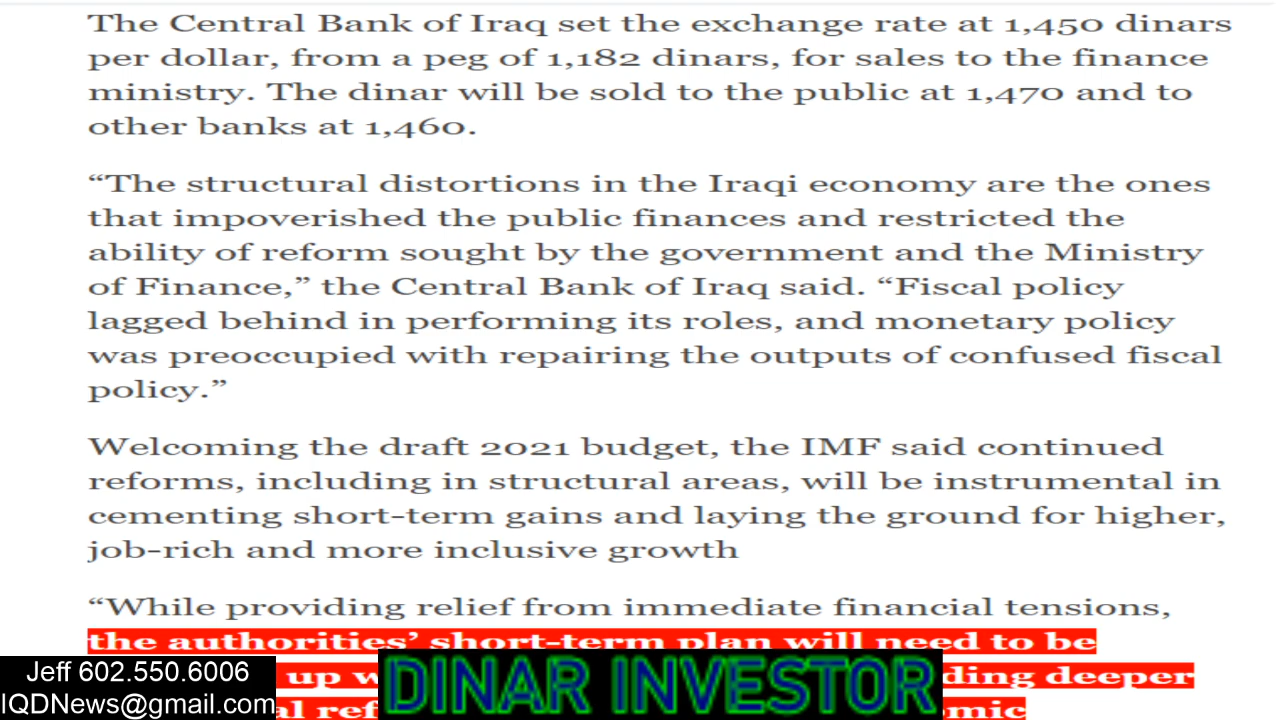 The Central Bank of Iraq set the exchange rate at 1,450 dinars
per dollar, from a peg of 1,182 dinars, for sales to the finance
ministry. The dinar will be sold to the public at 1,470 and to
other banks at 1,460.
“The structural distortions in the Iraqi economy are the ones
that impoverished the public finances and restricted the
ability of reform sought by the government and the Ministry
of Finance,” the Central Bank of Iraq said. “Fiscal policy
lagged behind in performing its roles, and monetary policy
was preoccupied with repairing the outputs of confused fiscal
policy.”
Welcoming the draft 2021 budget, the IMF said continued
reforms, including in structural areas, will be instrumental in
cementing short-term gains and laying the ground for higher,
job-rich and more inclusive growth
“While providing relief from immediate financial tensions,
the authorities’ short-term plan will need to be
up deeper
Jeff 602.550.6006
IQDNews@gmail.com
DINAR INVESTOR